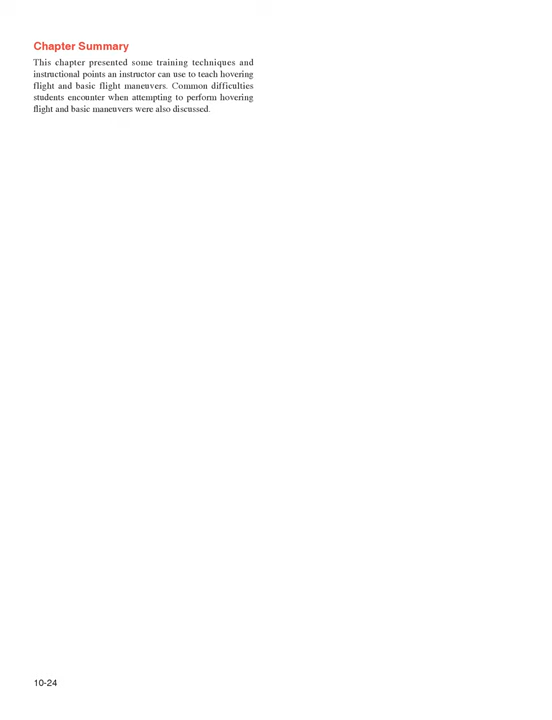 Chapter Summary
This chapter presented some training techniques and
instructional points an instructor can use to teach hovering
flight and basic flight maneuvers. Common difficulties
students encounter when attempting to perform hovering
flight and basic maneuvers were also discussed.
10-24